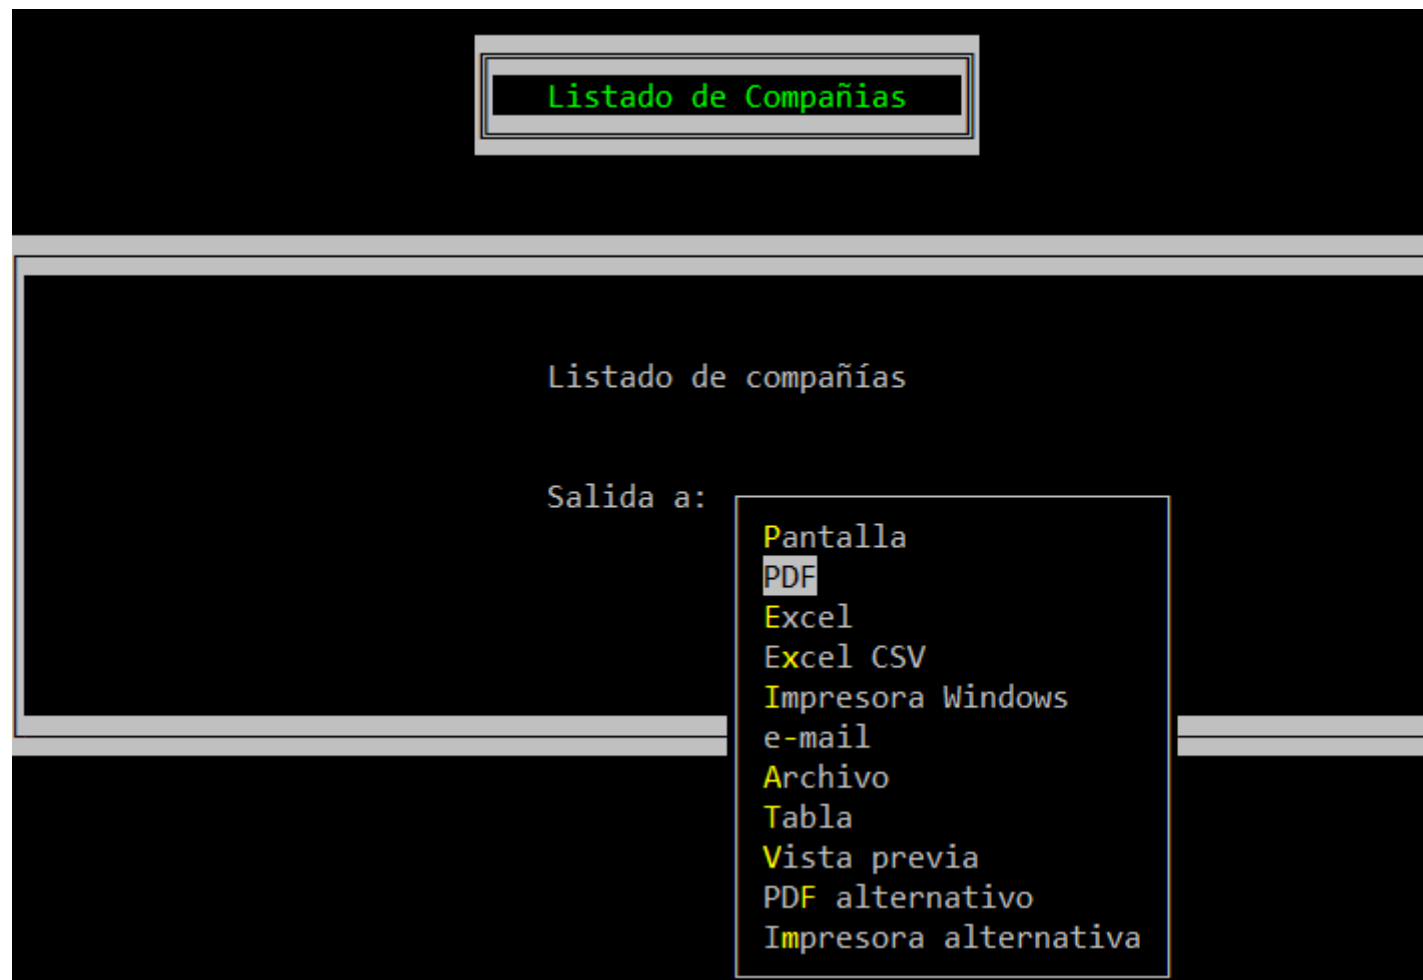 Listado de Compañias
Listado de compañías
Salida a:
Pantalla
PDF
Excel
Excel CSV
Impresora Windows
e-mail
Archivo
Tabla
Vista previa
PDF alternativo
Impresora alternativa